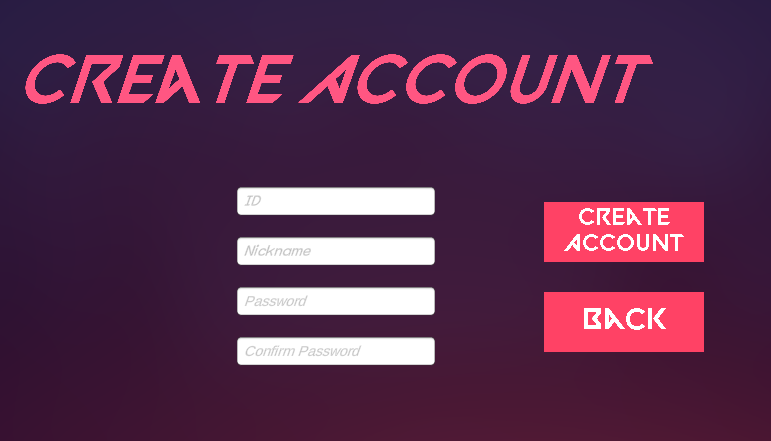 CREATE ACCOUNT
ID
Nickname
Password
Confirm Password
CREATE
ACCOUNT
BACK